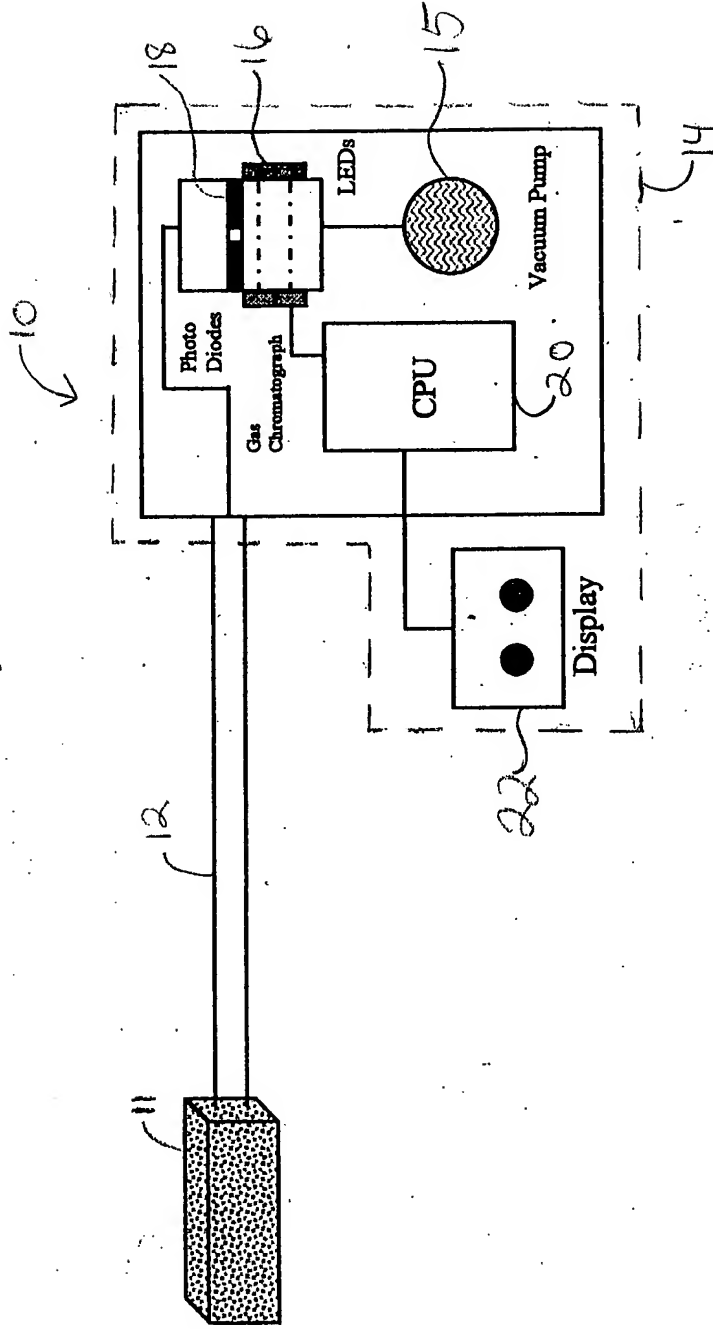 10
18
16
15
14
Photo
Diodes
LEDs
Gas
Chromatograph
Vacuum Pump
CPU
20
12
11
Display
22